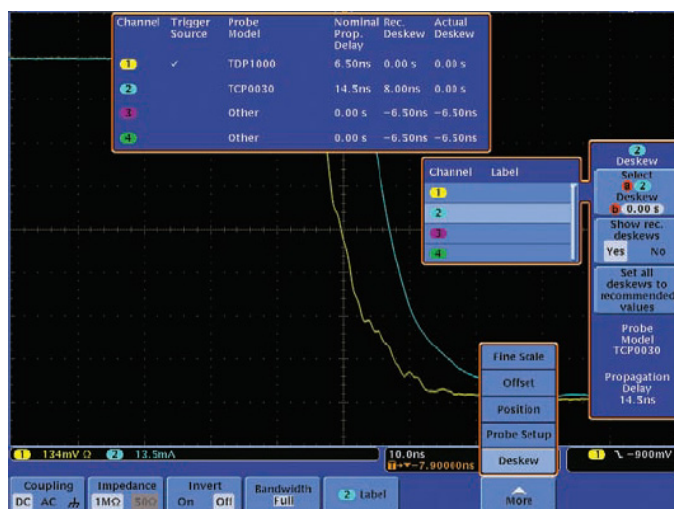 Channel Trigger Source Probe Model Nominal Prop. Delay Rec. Deskew Actual Deskew
1 ✓ TDP1000 6.50ns 0.00 s 0.00 s
2 TCP0030 14.5ns 8.00ns 0.00 s
3 Other 0.00 s -6.50ns -6.50ns
4 Other 0.00 s -6.50ns -6.50ns
Channel Label
1
2
3
4
2
Deskew
Select
a 2
Deskew
b 0.00 s
Show rec.
deskews
Yes No
Set all
deskews to
recommended
values
Probe
Model
TCP0030
Propagation
Delay
14.5ns
Fine Scale
Offset
Position
Probe Setup
Deskew
1 134mV Ω 2 13.5mA
10.0ns
T→▼-7.90000ns
1 -900mV
Coupling
DC AC
Impedance
1MΩ 50Ω
Invert
On Off
Bandwidth
Full
2 Label
More